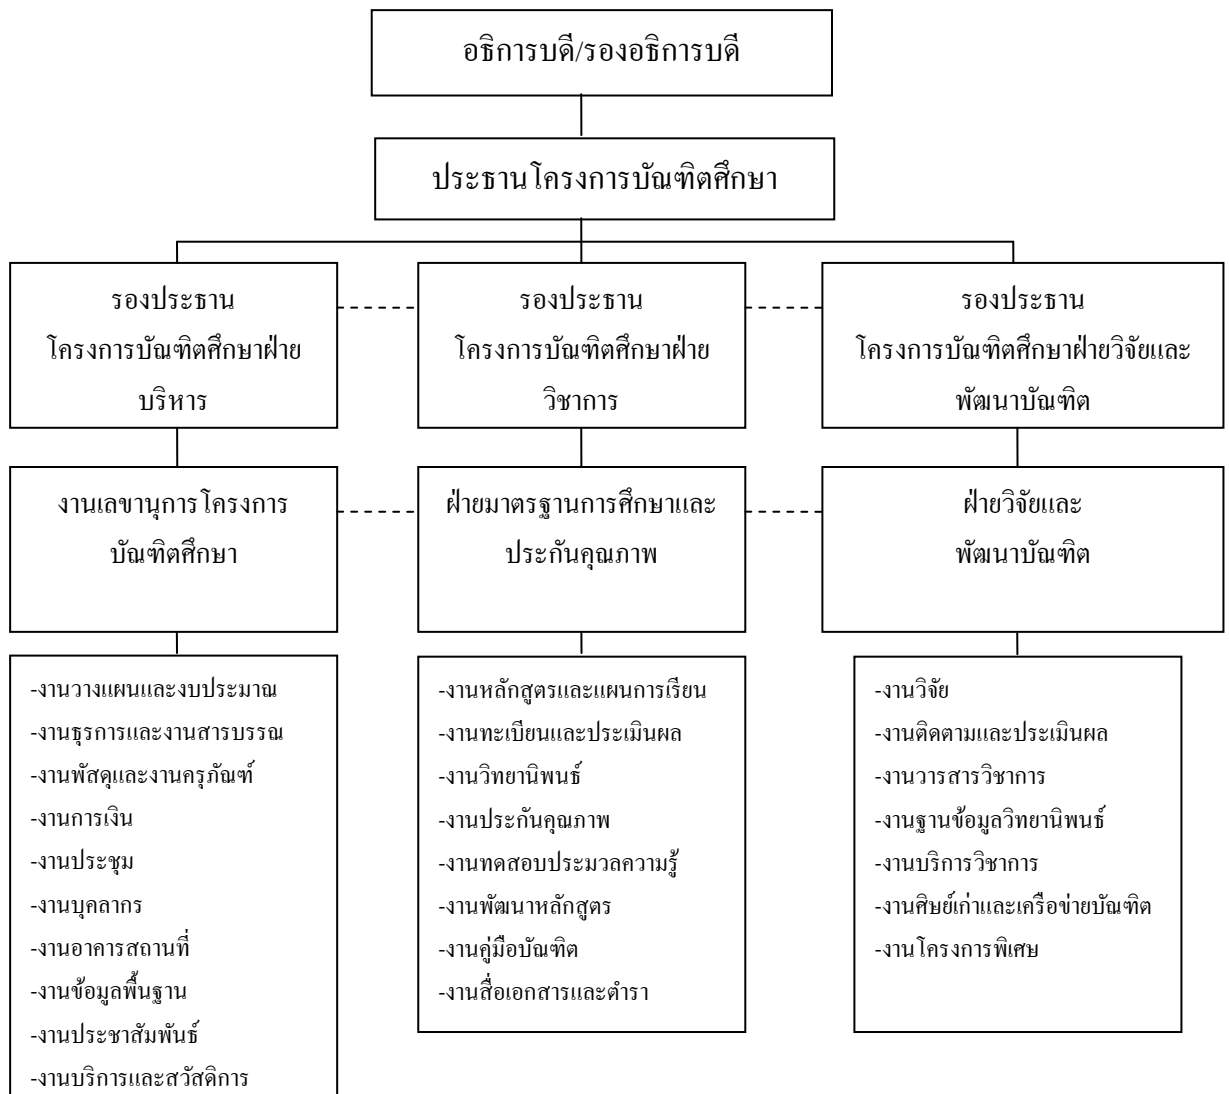 อธิการบดี/รองอธิการบดี
ประธานโครงการบัณฑิตศึกษา
รองประธาน
โครงการบัณฑิตศึกษาฝ่าย
บริหาร
รองประธาน
โครงการบัณฑิตศึกษาฝ่าย
วิชาการ
รองประธาน
โครงการบัณฑิตศึกษาฝ่ายวิจัยและ
พัฒนาบัณฑิต
งานเลขานุการโครงการ
บัณฑิตศึกษา
ฝ่ายมาตรฐานการศึกษาและ
ประกันคุณภาพ
ฝ่ายวิจัยและ
พัฒนาบัณฑิต
-งานวางแผนและงบประมาณ
-งานธุรการและงานสารบรรณ
-งานพัสดุและงานครุภัณฑ์
-งานการเงิน
-งานประชุม
-งานบุคลากร
-งานอาคารสถานที่
-งานข้อมูลพื้นฐาน
-งานประชาสัมพันธ์
-งานบริการและสวัสดิการ
-งานหลักสูตรและแผนการเรียน
-งานทะเบียนและประเมินผล
-งานวิทยานิพนธ์
-งานประกันคุณภาพ
-งานทดสอบประมวลความรู้
-งานพัฒนาหลักสูตร
-งานคู่มือบัณฑิต
-งานสื่อเอกสารและตำรา
-งานวิจัย
-งานติดตามและประเมินผล
-งานวารสารวิชาการ
-งานฐานข้อมูลวิทยานิพนธ์
-งานบริการวิชาการ
-งานศิษย์เก่าและเครือข่ายบัณฑิต
-งานโครงการพิเศษ